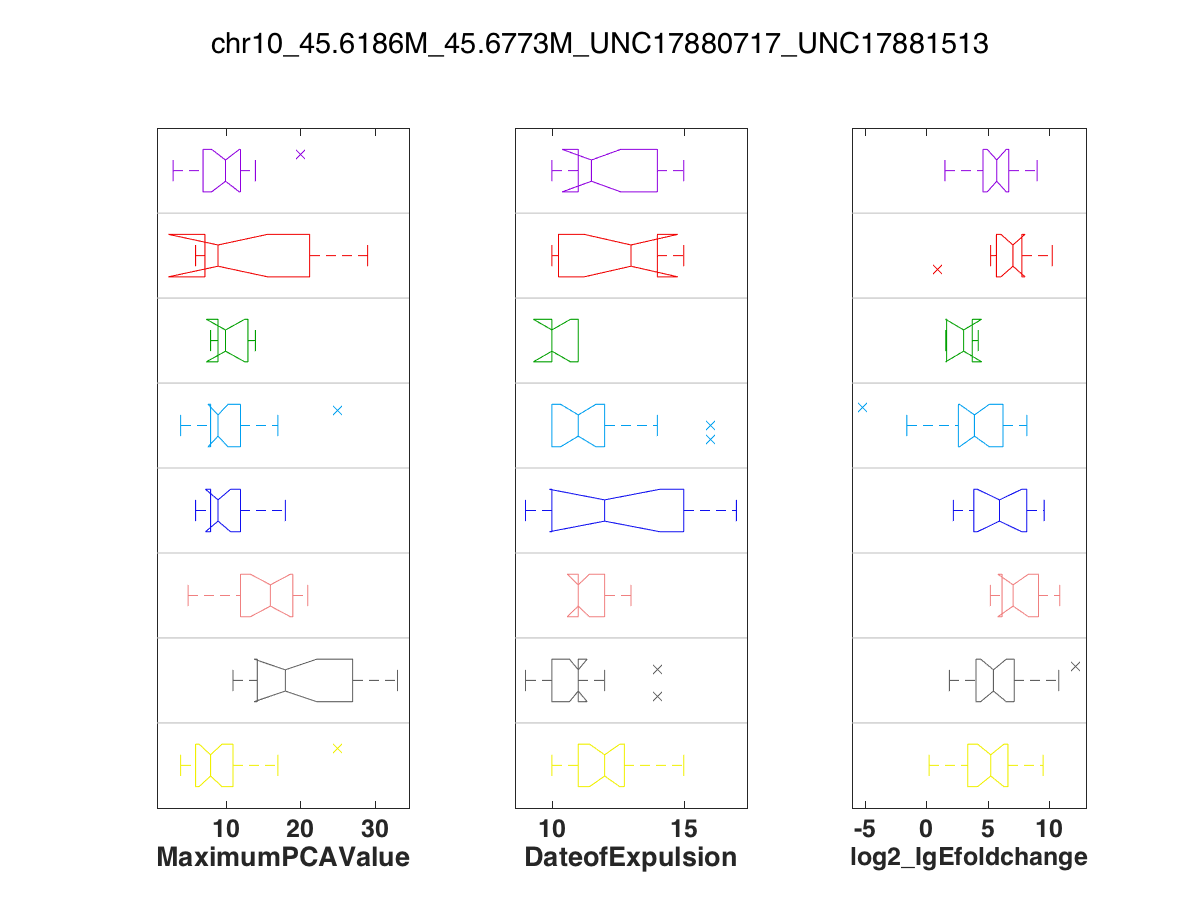 chr10_45.6186M_45.6773M_UNC17880717_UNC17881513
10 20 30
MaximumPCAValue
10 15
DateofExpulsion
-5 0 5 10
log2_IgEfoldchange